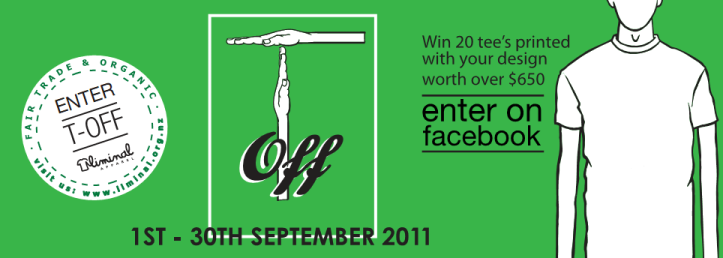 FAIR TRADE & ORGANIC.
ENTER
T-OFF
liminal
APPAREL
visit us: www.liminal.org.nz
Off
1ST - 30TH SEPTEMBER 2011
Win 20 tee's printed
with your design
worth over $650
enter on
facebook